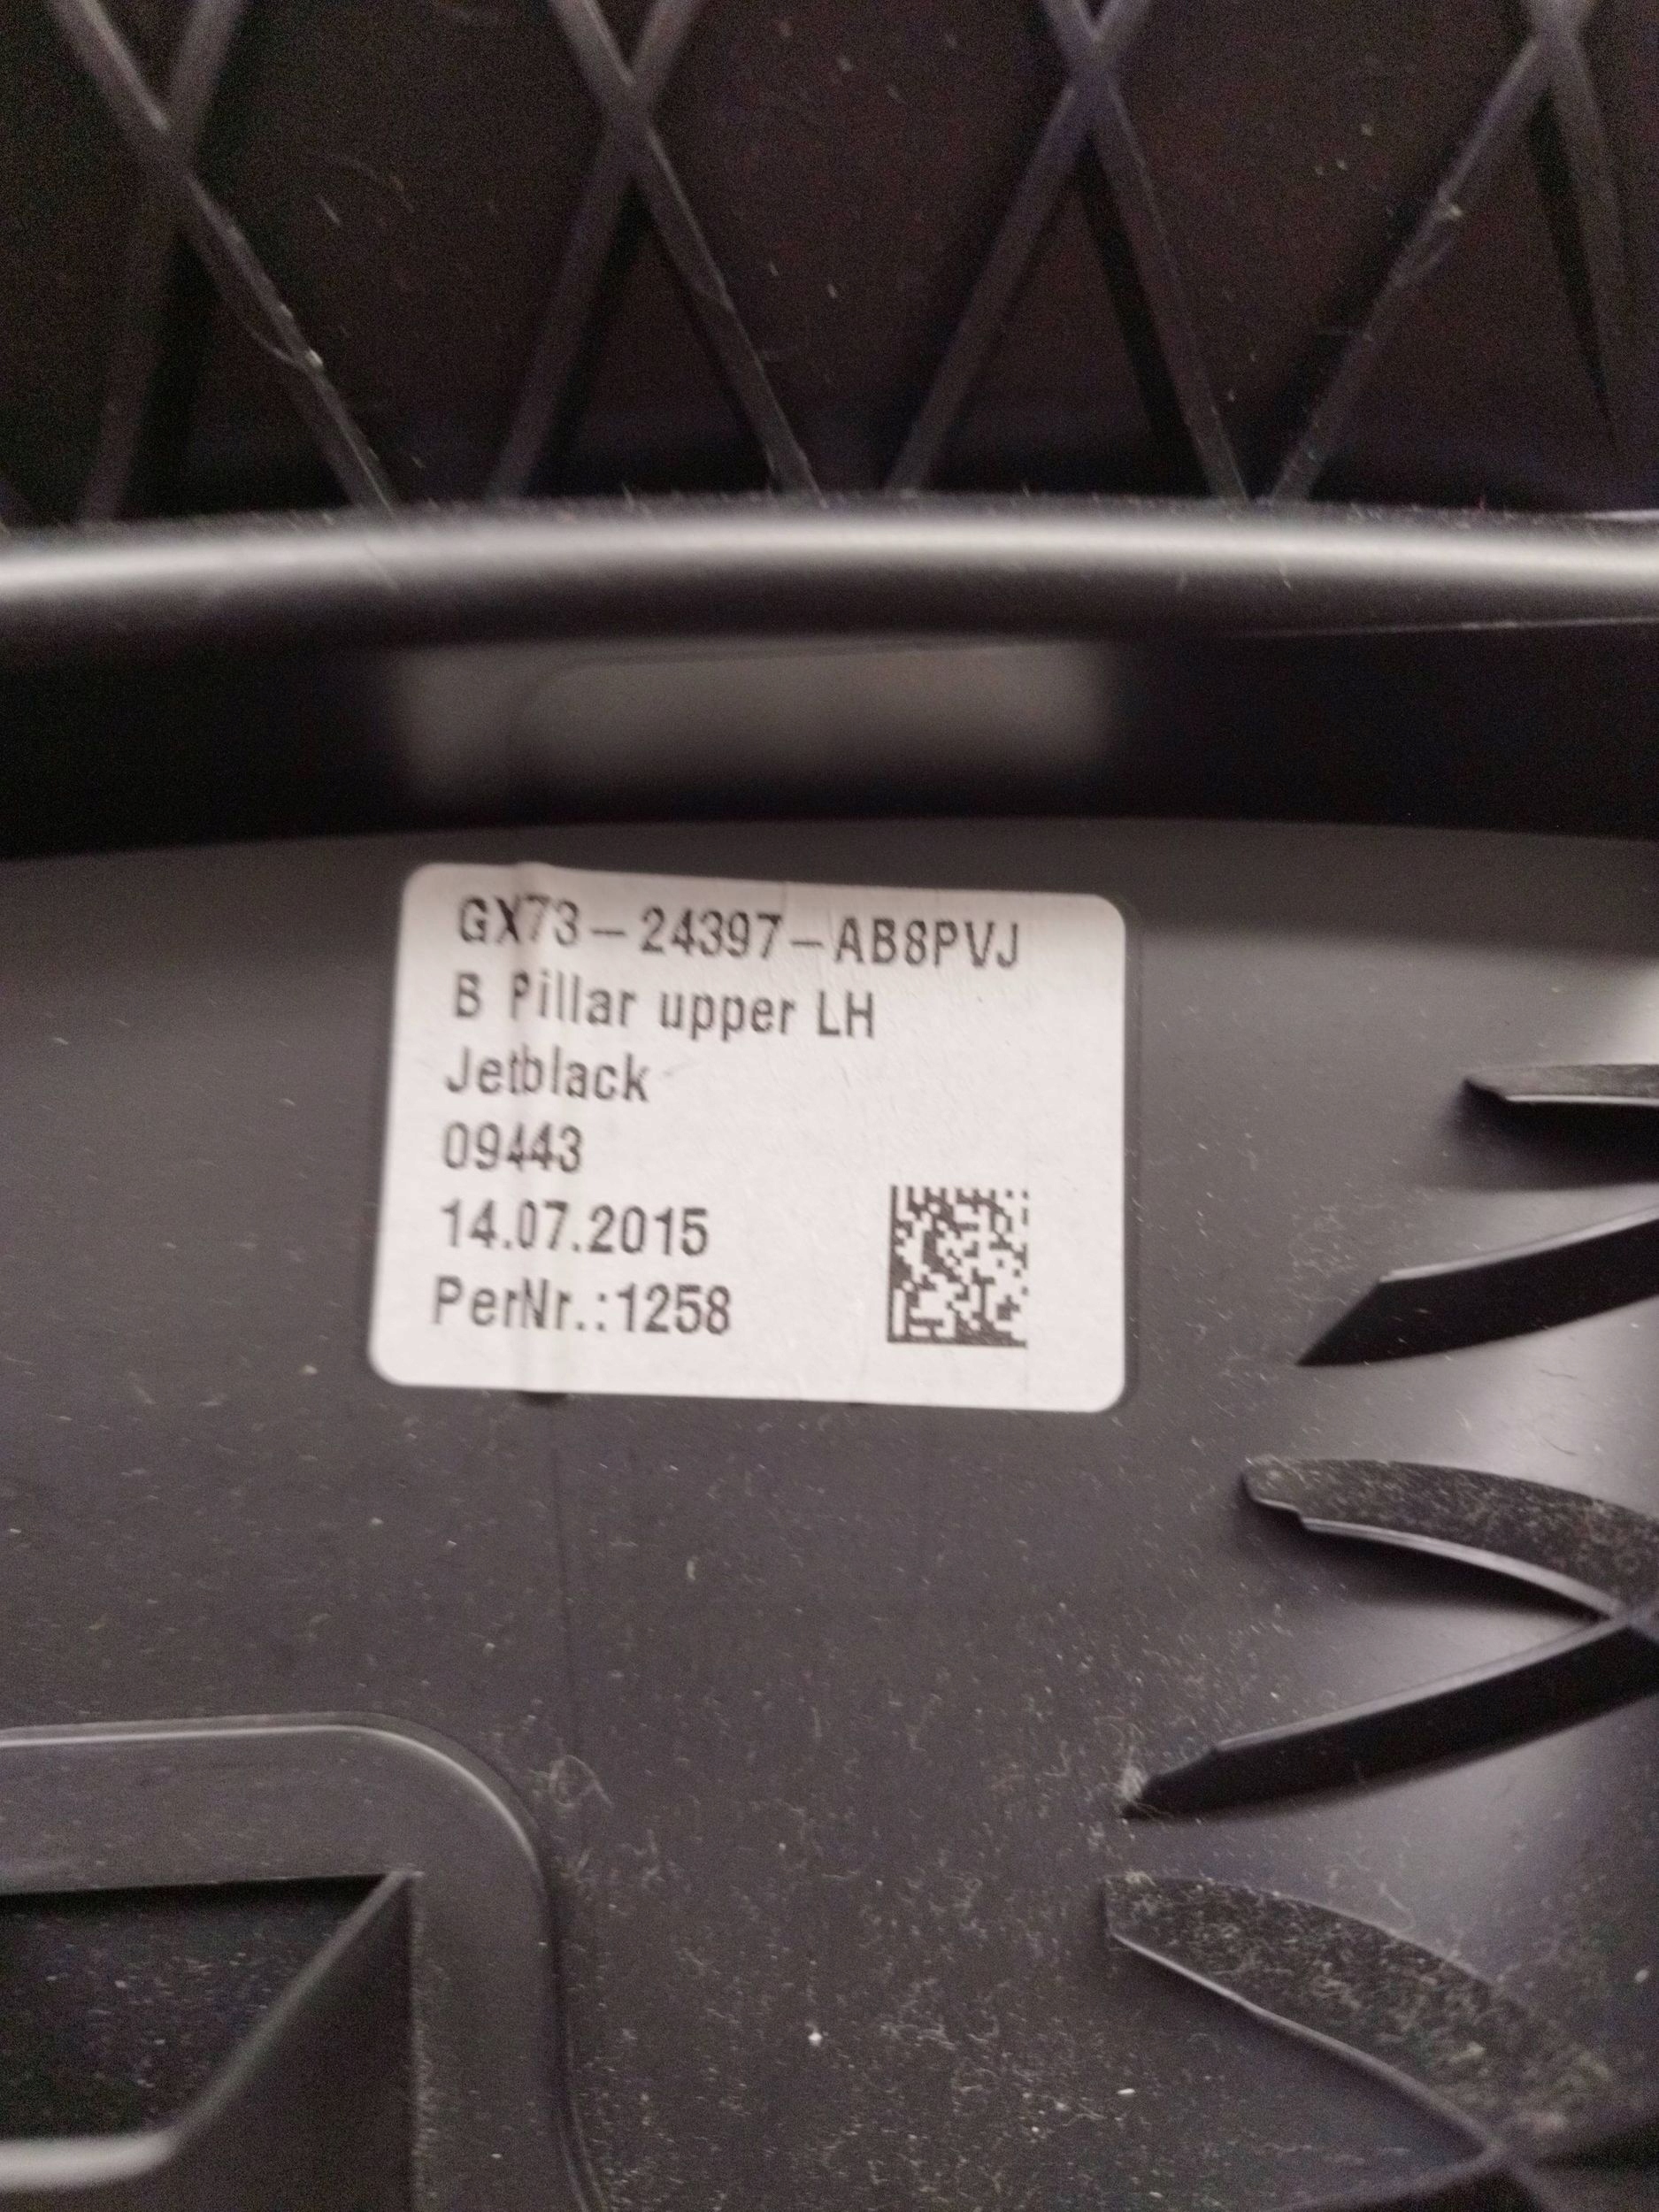 GX73-24397-AB8PVJ
B Pillar upper LH
Jetblack
09443
14.07.2015
PerNr.:1258